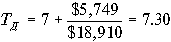 T_Д = 7 + $5,749 / $18,910 = 7.30